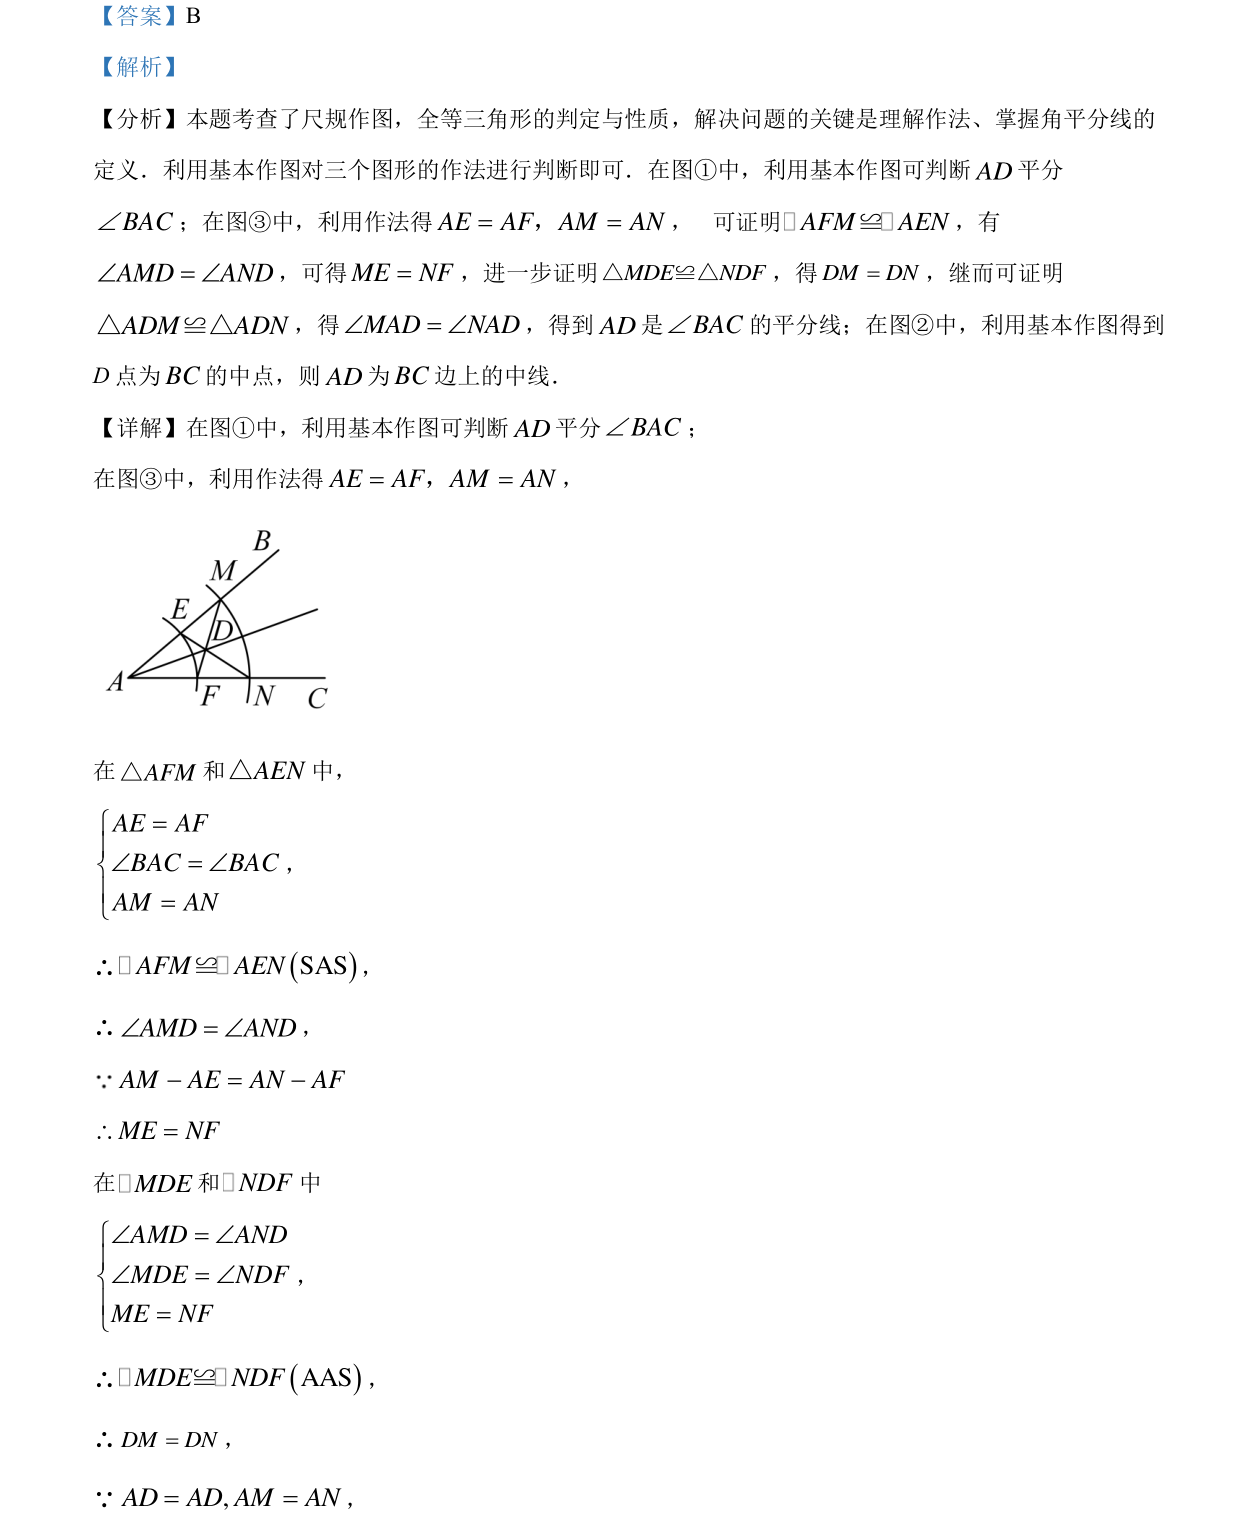 【答案】B
【解析】
【分析】本题考查了尺规作图，全等三角形的判定与性质，解决问题的关键是理解作法、掌握角平分线的
定义．利用基本作图对三个图形的作法进行判断即可．在图①中，利用基本作图可判断 AD 平分
∠BAC；在图③中，利用作法得 AE = AF，AM = AN， 可证明□AFM≌□AEN，有
∠AMD = ∠AND，可得 ME = NF，进一步证明△MDE≌△NDF，得 DM = DN，继而可证明
△ADM≌△ADN，得∠MAD = ∠NAD，得到 AD 是∠BAC 的平分线；在图②中，利用基本作图得到
D 点为 BC 的中点，则 AD 为 BC 边上的中线．
【详解】在图①中，利用基本作图可判断 AD 平分∠BAC；
在图③中，利用作法得 AE = AF，AM = AN，
B
M
E
D
A
F
N
C
在△AFM 和△AEN 中，
AE = AF
∠BAC = ∠BAC，
AM = AN
∴□AFM≌□AEN(SAS)，
∴∠AMD = ∠AND，
∵AM − AE = AN − AF
∴ME = NF
在□MDE 和□NDF 中
∠AMD = ∠AND
∠MDE = ∠NDF，
ME = NF
∴□MDE≌□NDF(AAS)，
∴DM = DN，
∵AD = AD, AM = AN，